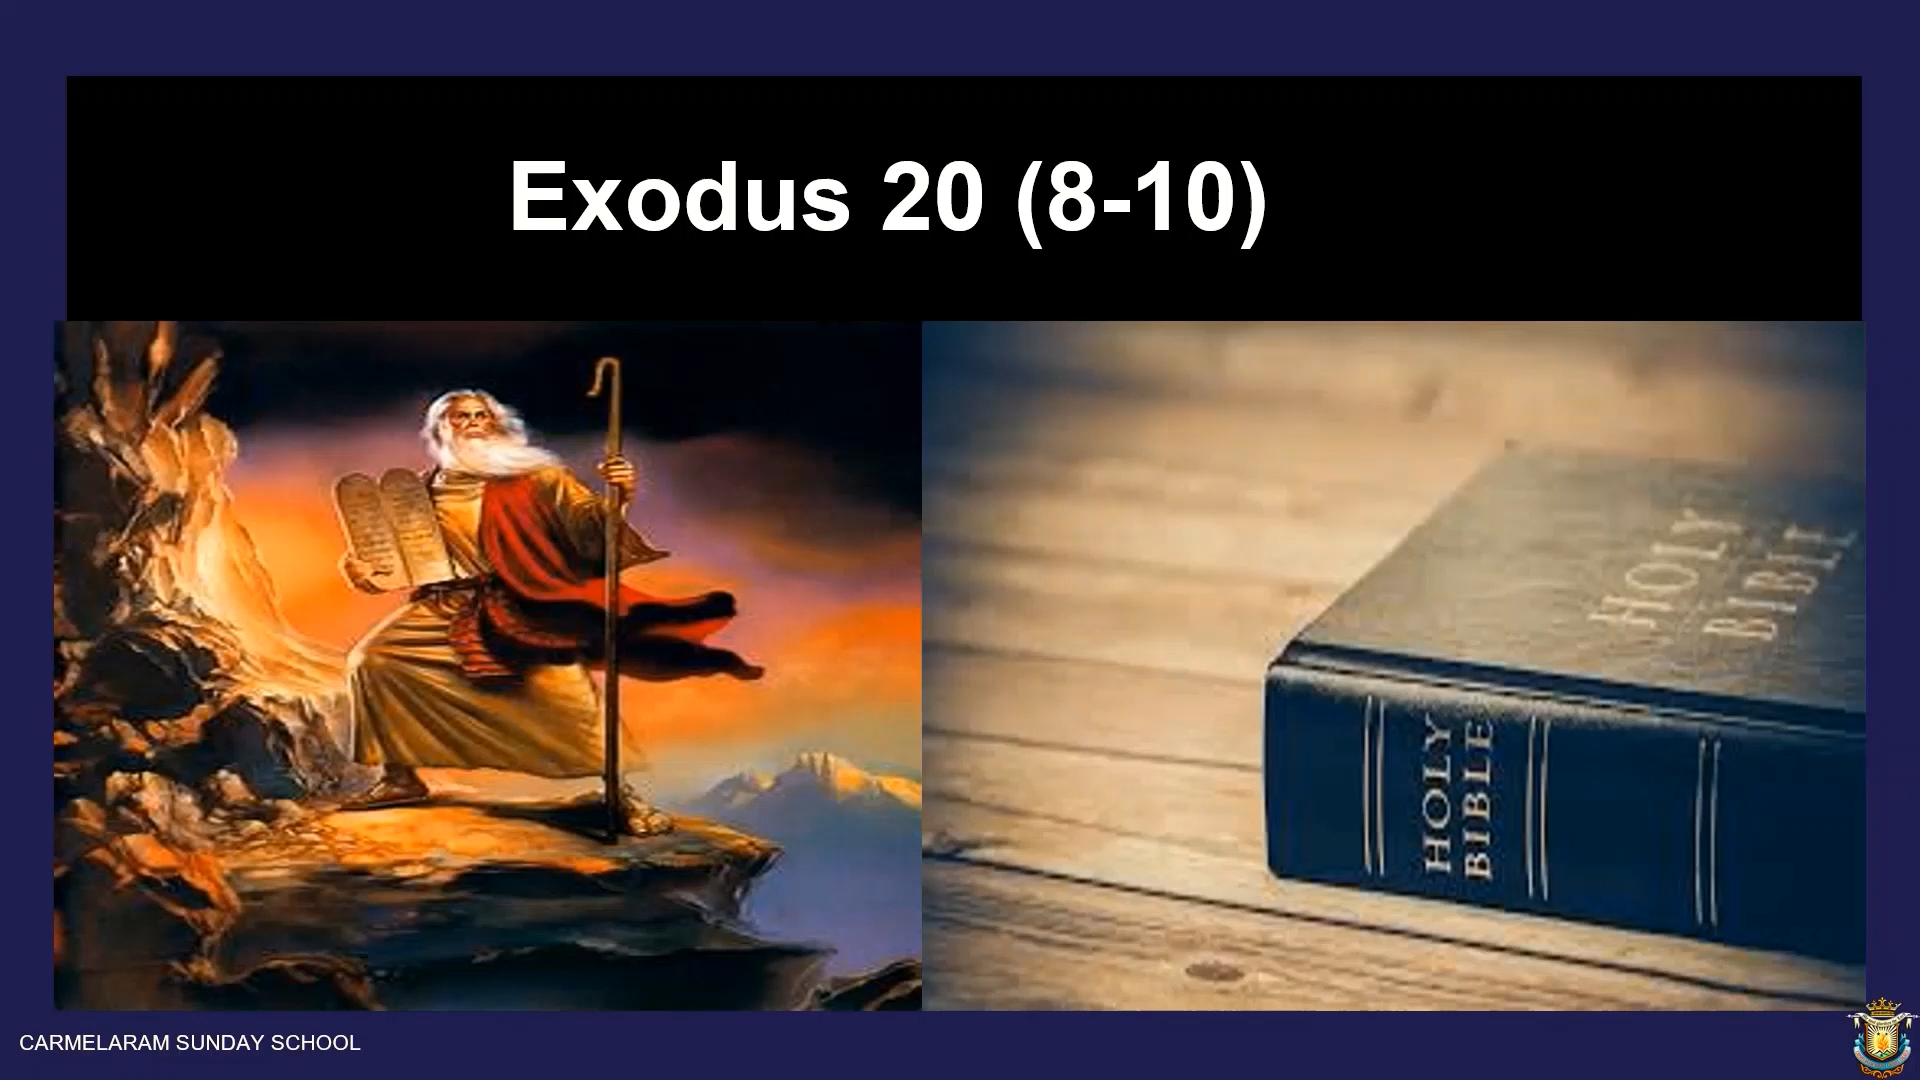 Exodus 20 (8-10)
HOLY
BIBLE
HOLY
BIBLE
CARMELARAM SUNDAY SCHOOL